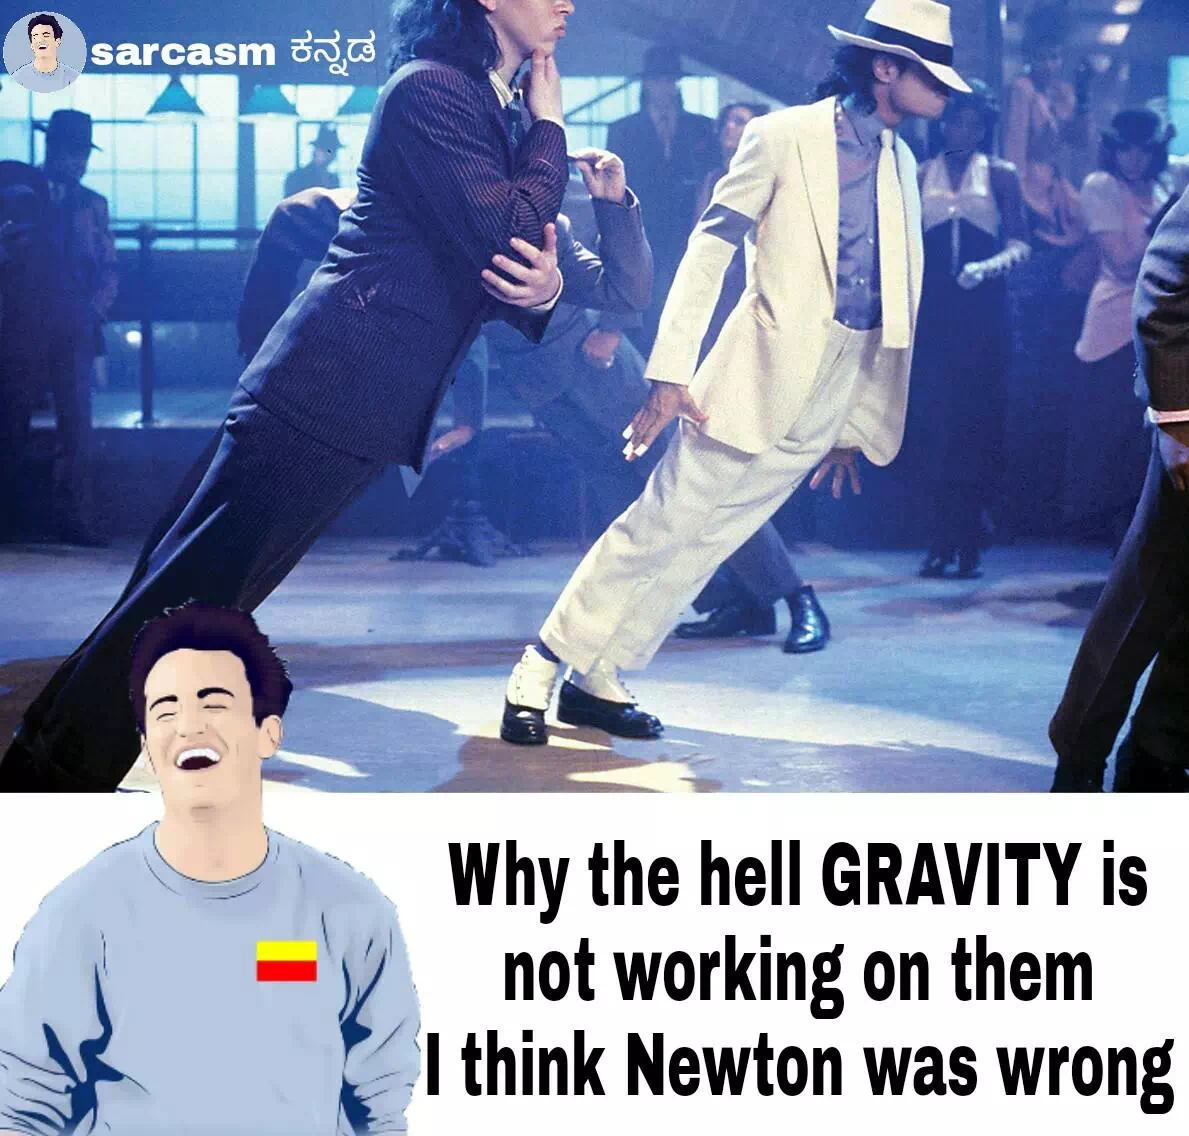 sarcasm ಕನ್ನಡ
Why the hell GRAVITY is
not working on them
I think Newton was wrong